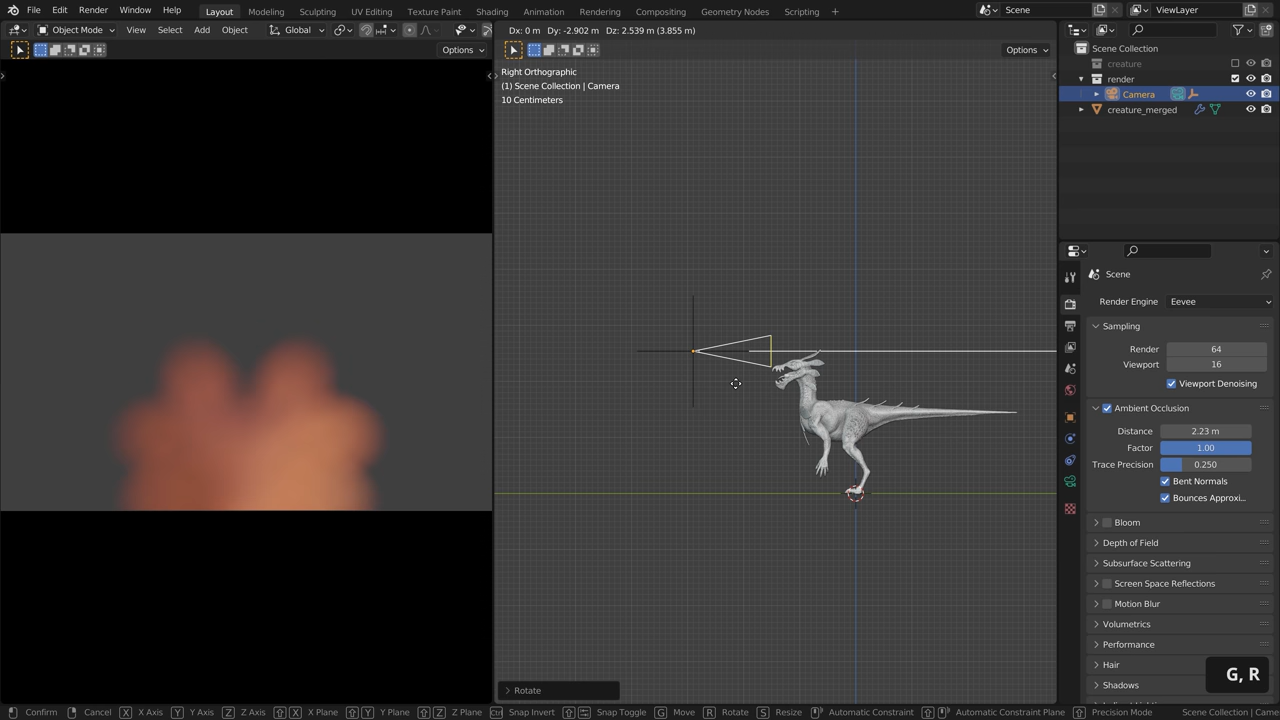 File Edit Render Window Help Layout Modeling Sculpting UV Editing Texture Paint Shading Animation Rendering Compositing Geometry Nodes Scripting + Scene ViewLayer
Object Mode View Select Add Object Global
Dx: 0 m Dy: -2.902 m Dz: 2.539 m (3.855 m)
Options
Options
Right Orthographic
(1) Scene Collection | Camera
10 Centimeters
Rotate
Scene Collection
creature
render
Camera
creature_merged
Scene
Render Engine Eevee
Sampling
Render 64
Viewport 16
Viewport Denoising
Ambient Occlusion
Distance 2.23 m
Factor 1.00
Trace Precision 0.250
Bent Normals
Bounces Approxi...
Bloom
Depth of Field
Subsurface Scattering
Screen Space Reflections
Motion Blur
Volumetrics
Performance
Hair
Shadows
G, R
Confirm Cancel X X Axis Y Y Axis Z Z Axis X X Plane Y Y Plane Z Z Plane Ctrl Snap Invert Snap Toggle G Move R Rotate S Resize Automatic Constraint Automatic Constraint Plane Precision Mode Scene Collection | Came